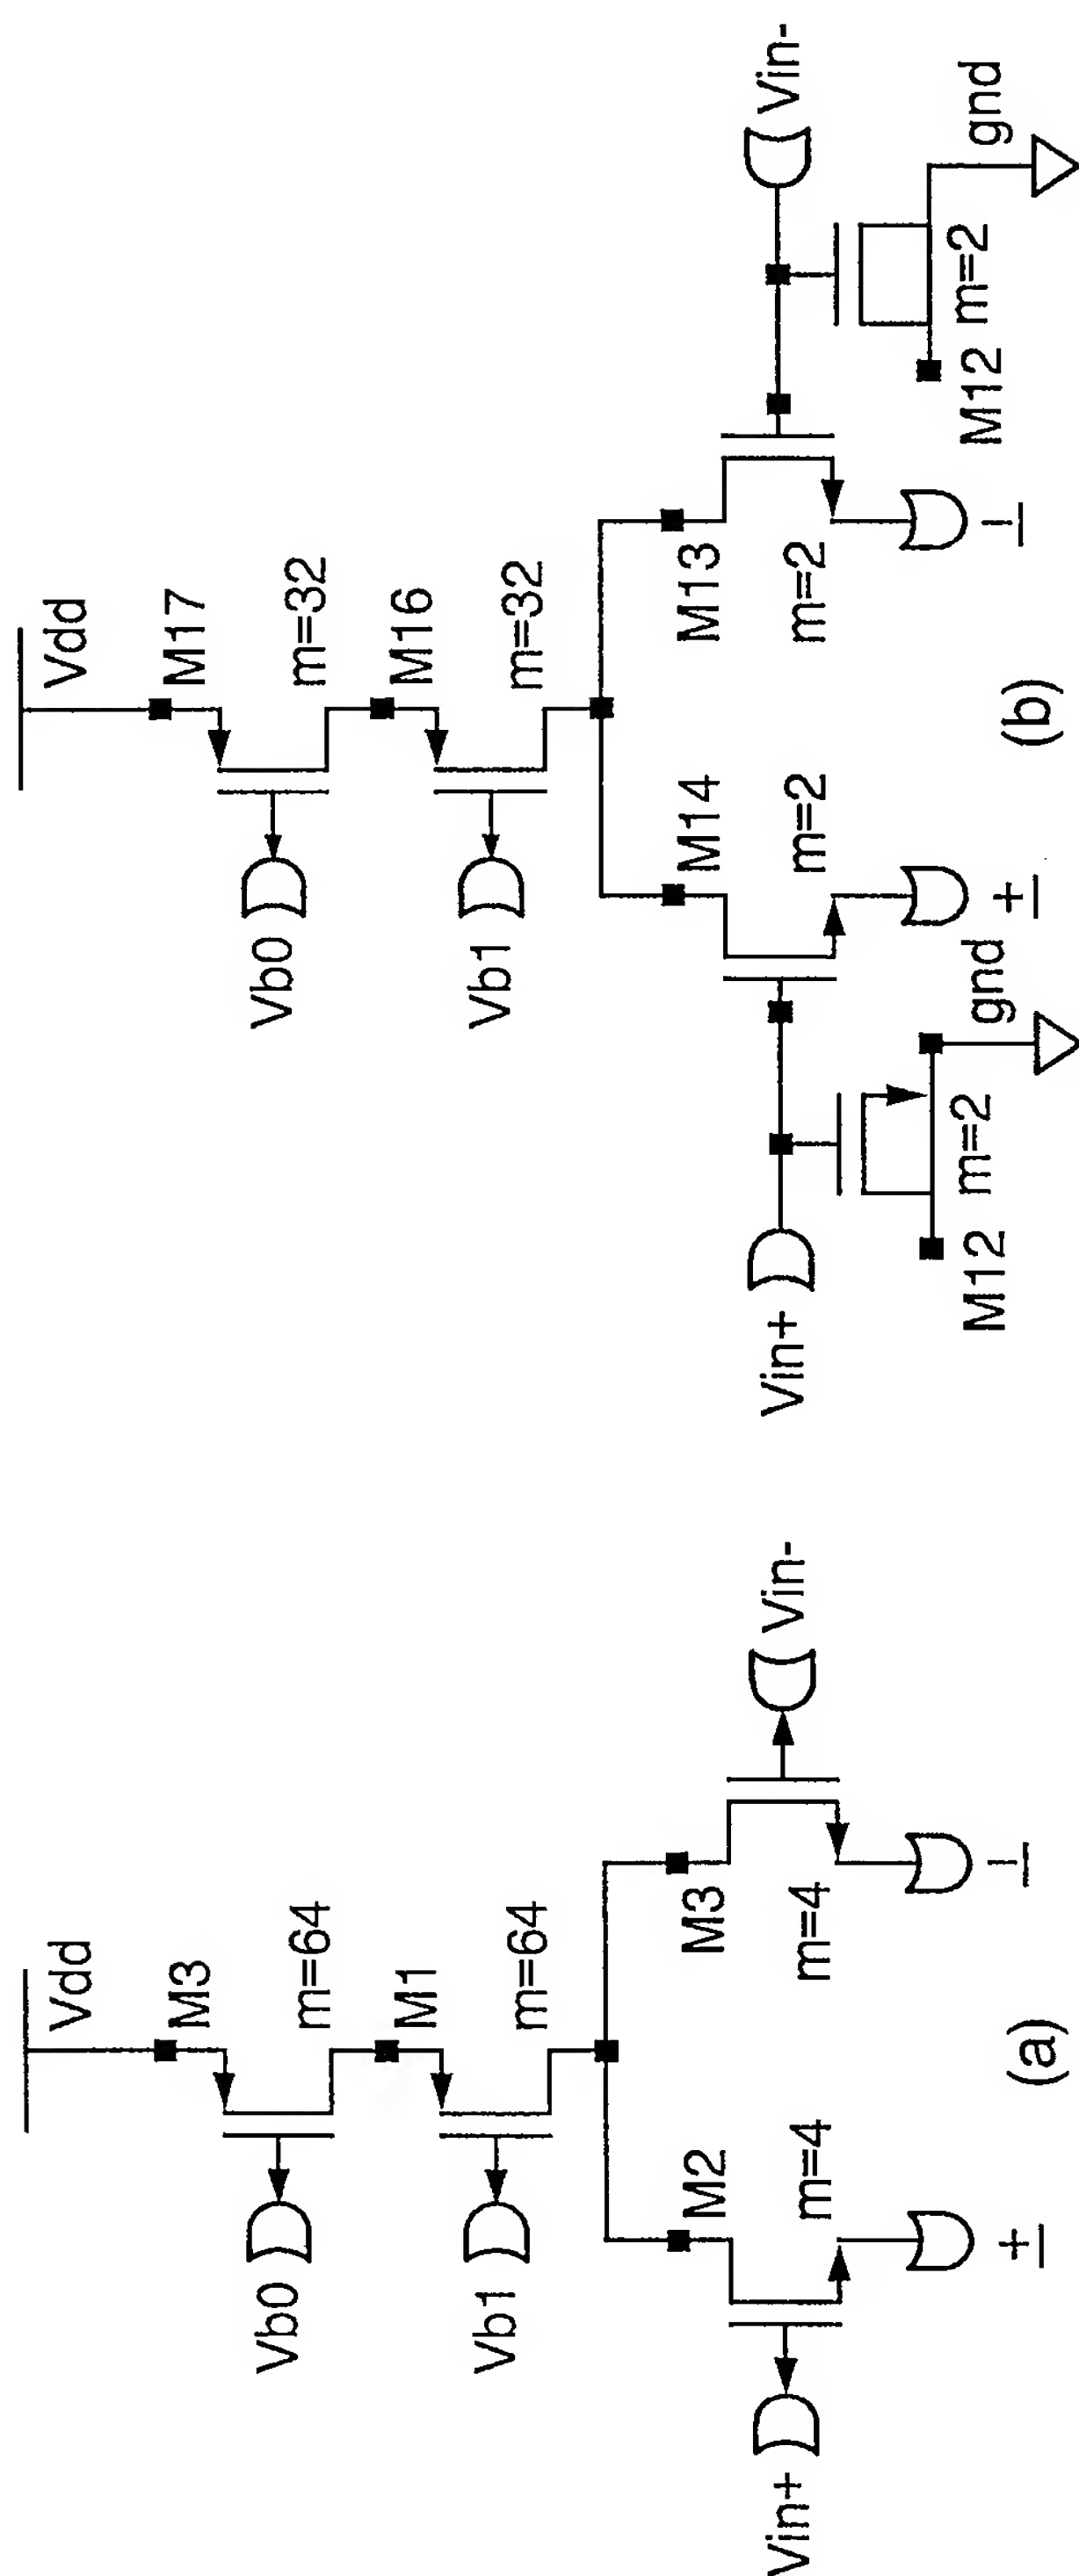 Vdd
M3
Vb0
m=64
M1
Vb1
m=64
M2
M3
Vin+
m=4
m=4
Vin-
±
-
(a)
Vdd
M17
Vb0
m=32
M16
Vb1
m=32
M14
M13
Vin+
m=2
m=2
Vin-
M12
m=2
gnd
±
-
M12
m=2
gnd
(b)